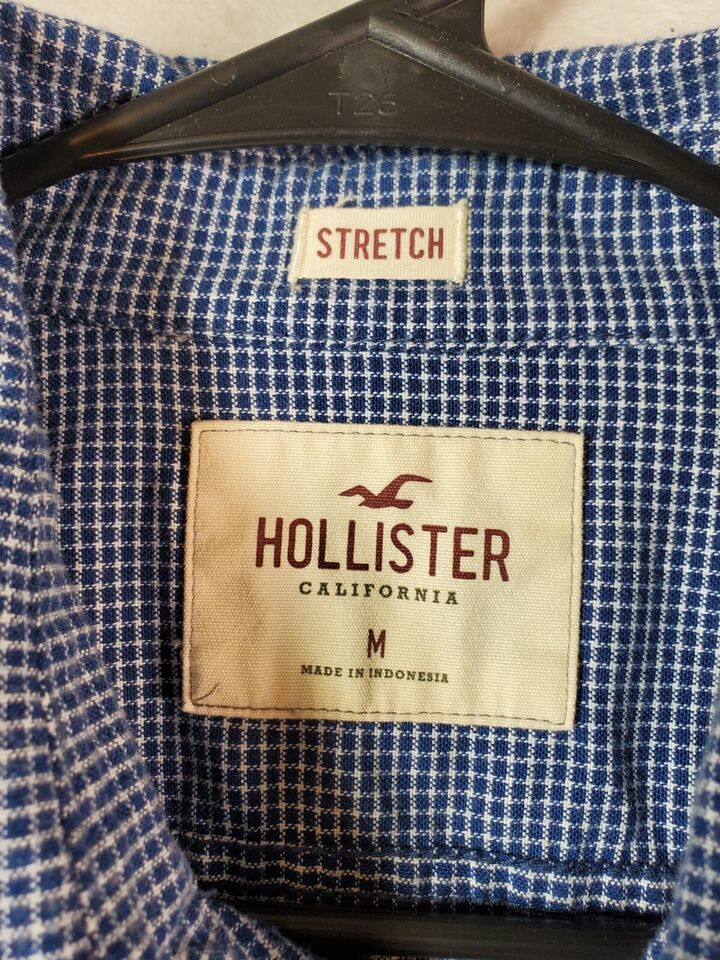 T26
STRETCH
HOLLISTER
CALIFORNIA
M
MADE IN INDONESIA